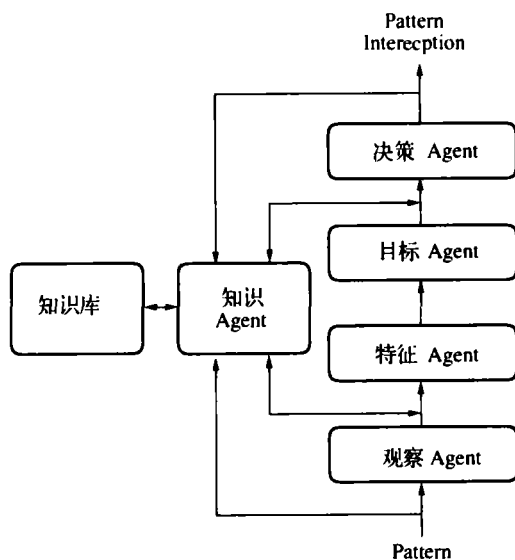 Pattern
Interecption
决策 Agent
目标 Agent
知识库
知识
Agent
特征 Agent
观察 Agent
Pattern